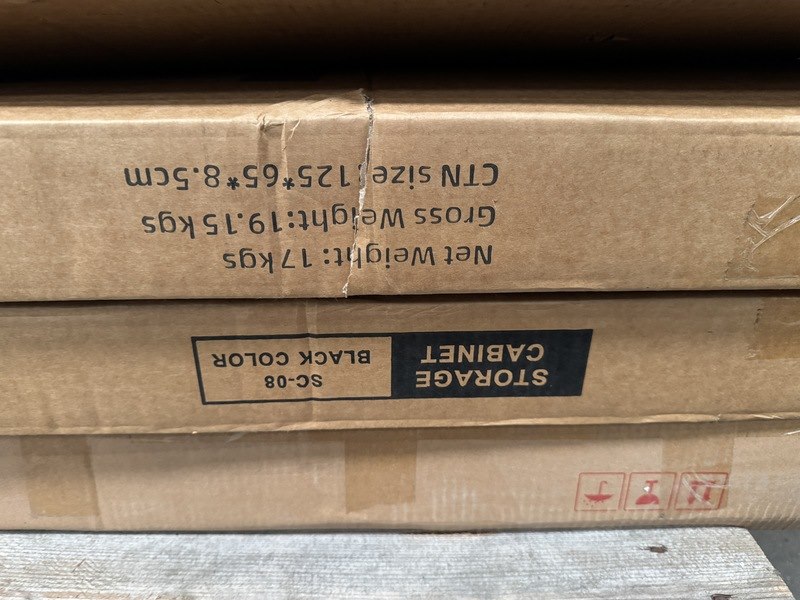 Net Weight: 17 kgs
Gross Weight: 19.15 kgs
CTN size: 125*65*8.5cm
STORAGE
CABINET
SC-08
BLACK COLOR